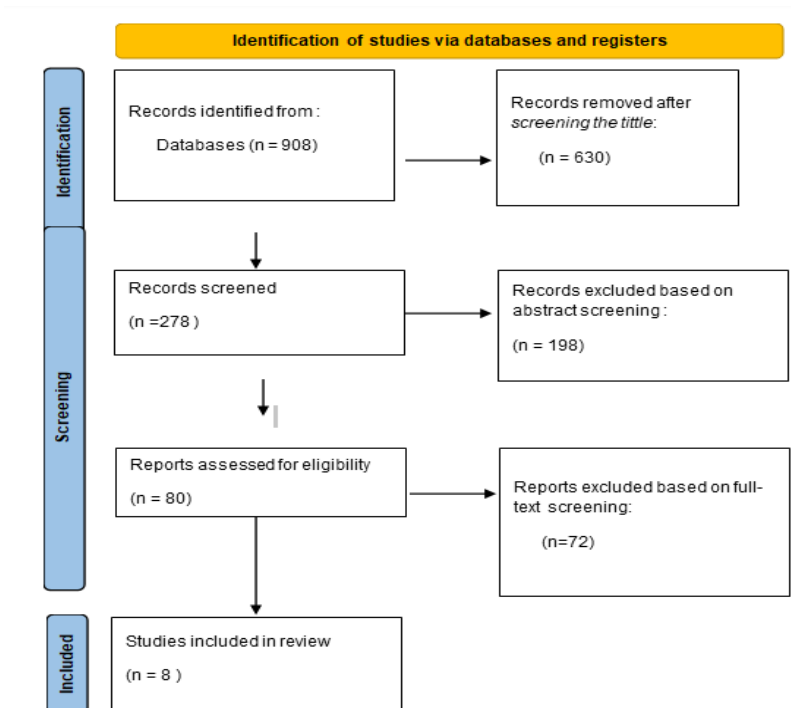 Identification of studies via databases and registers
Identification
Records identified from :
Databases (n = 908)
Records removed after
screening the tittle:
(n = 630)
Screening
Records screened
(n =278 )
Records excluded based on
abstract screening :
(n = 198)
Reports assessed for eligibility
(n = 80)
Reports excluded based on full-
text screening:
(n=72)
Included
Studies included in review
(n = 8 )